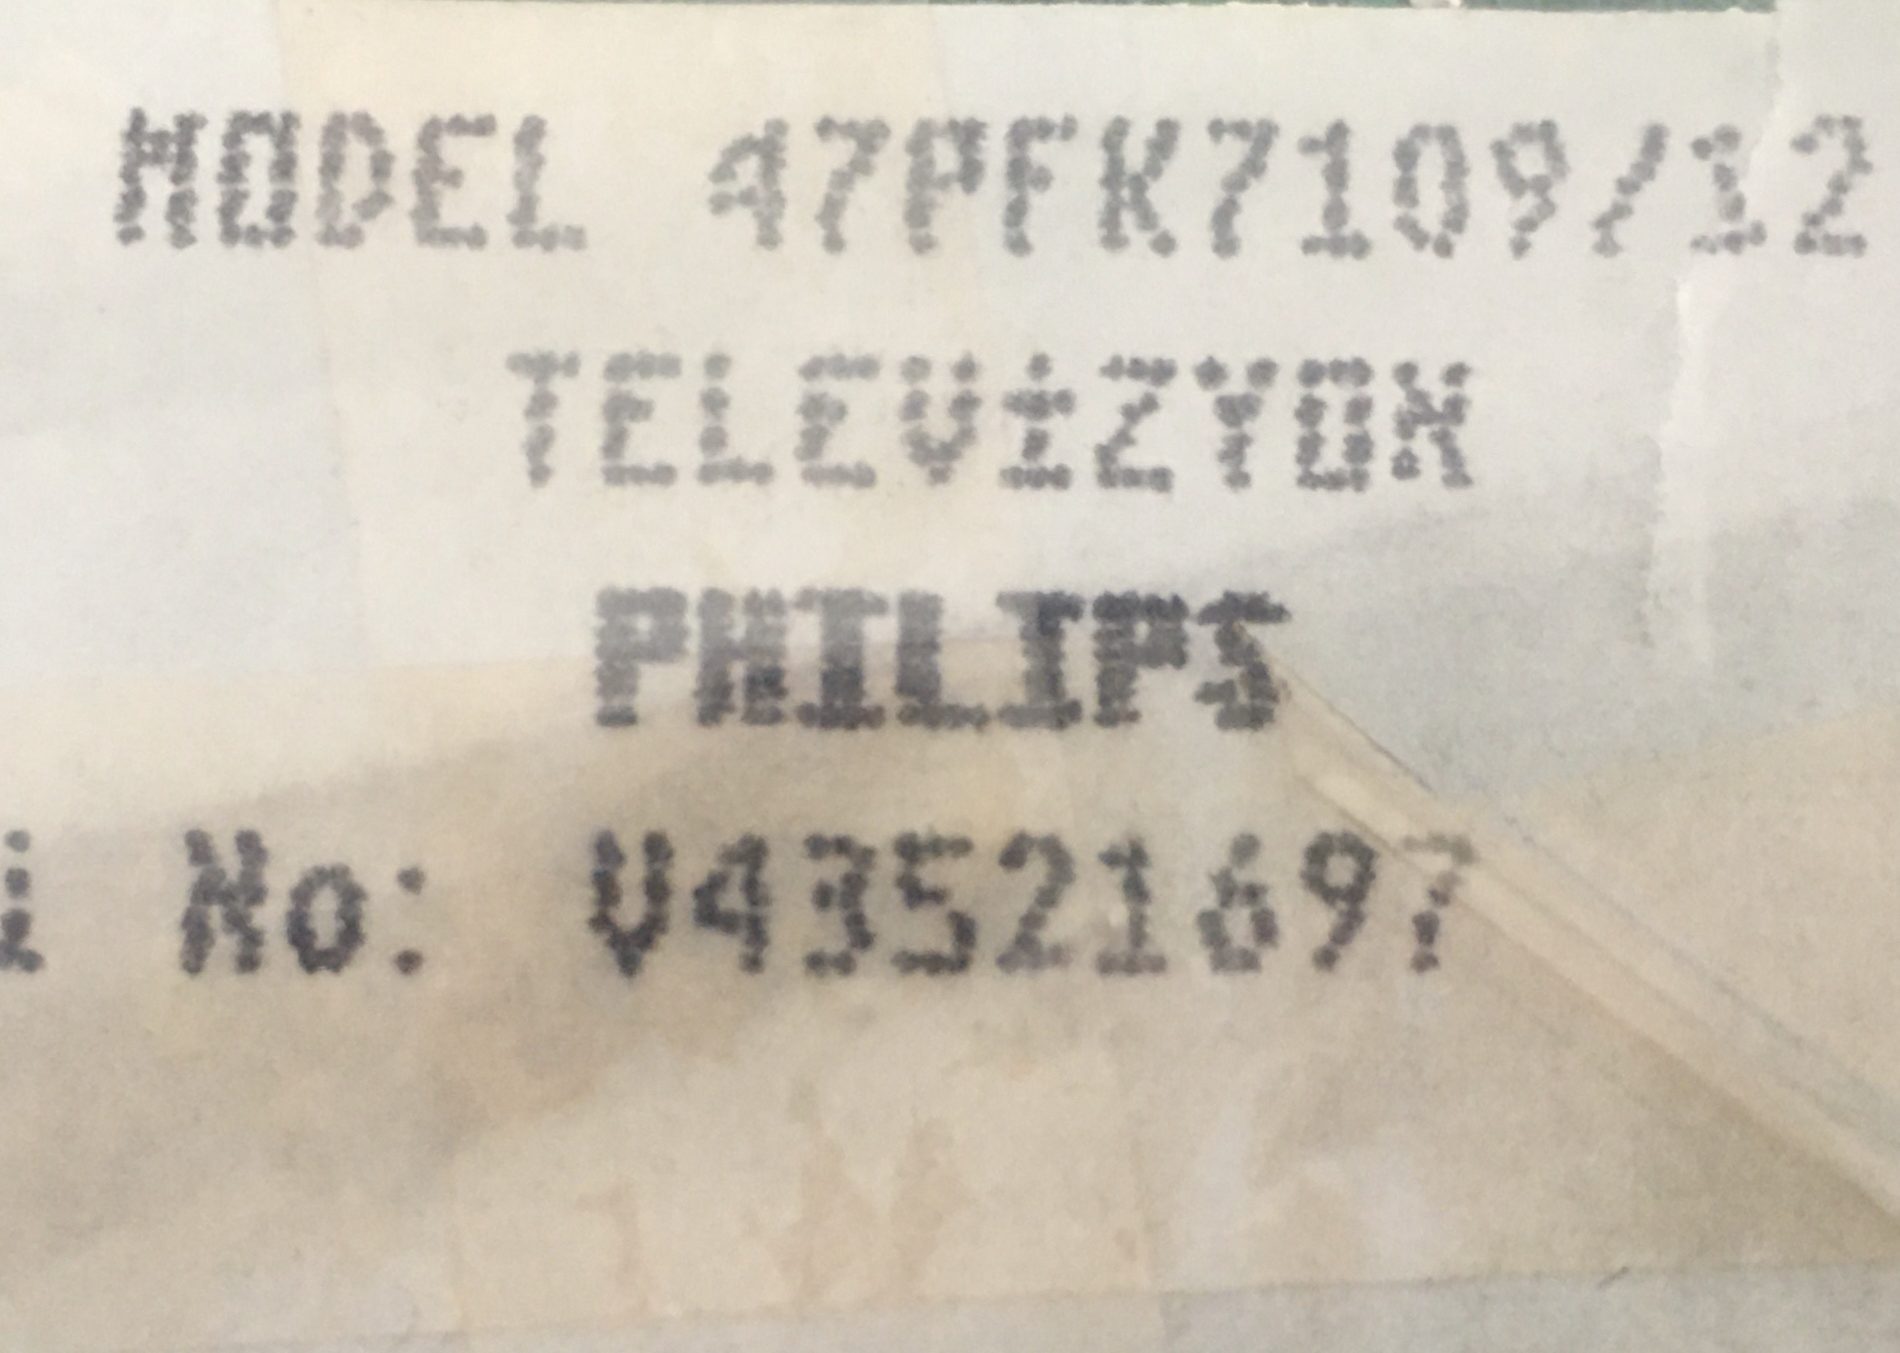 MODEL 47PFK7109/12
TELEVİZYON
PHILIPS
i No: V43521697